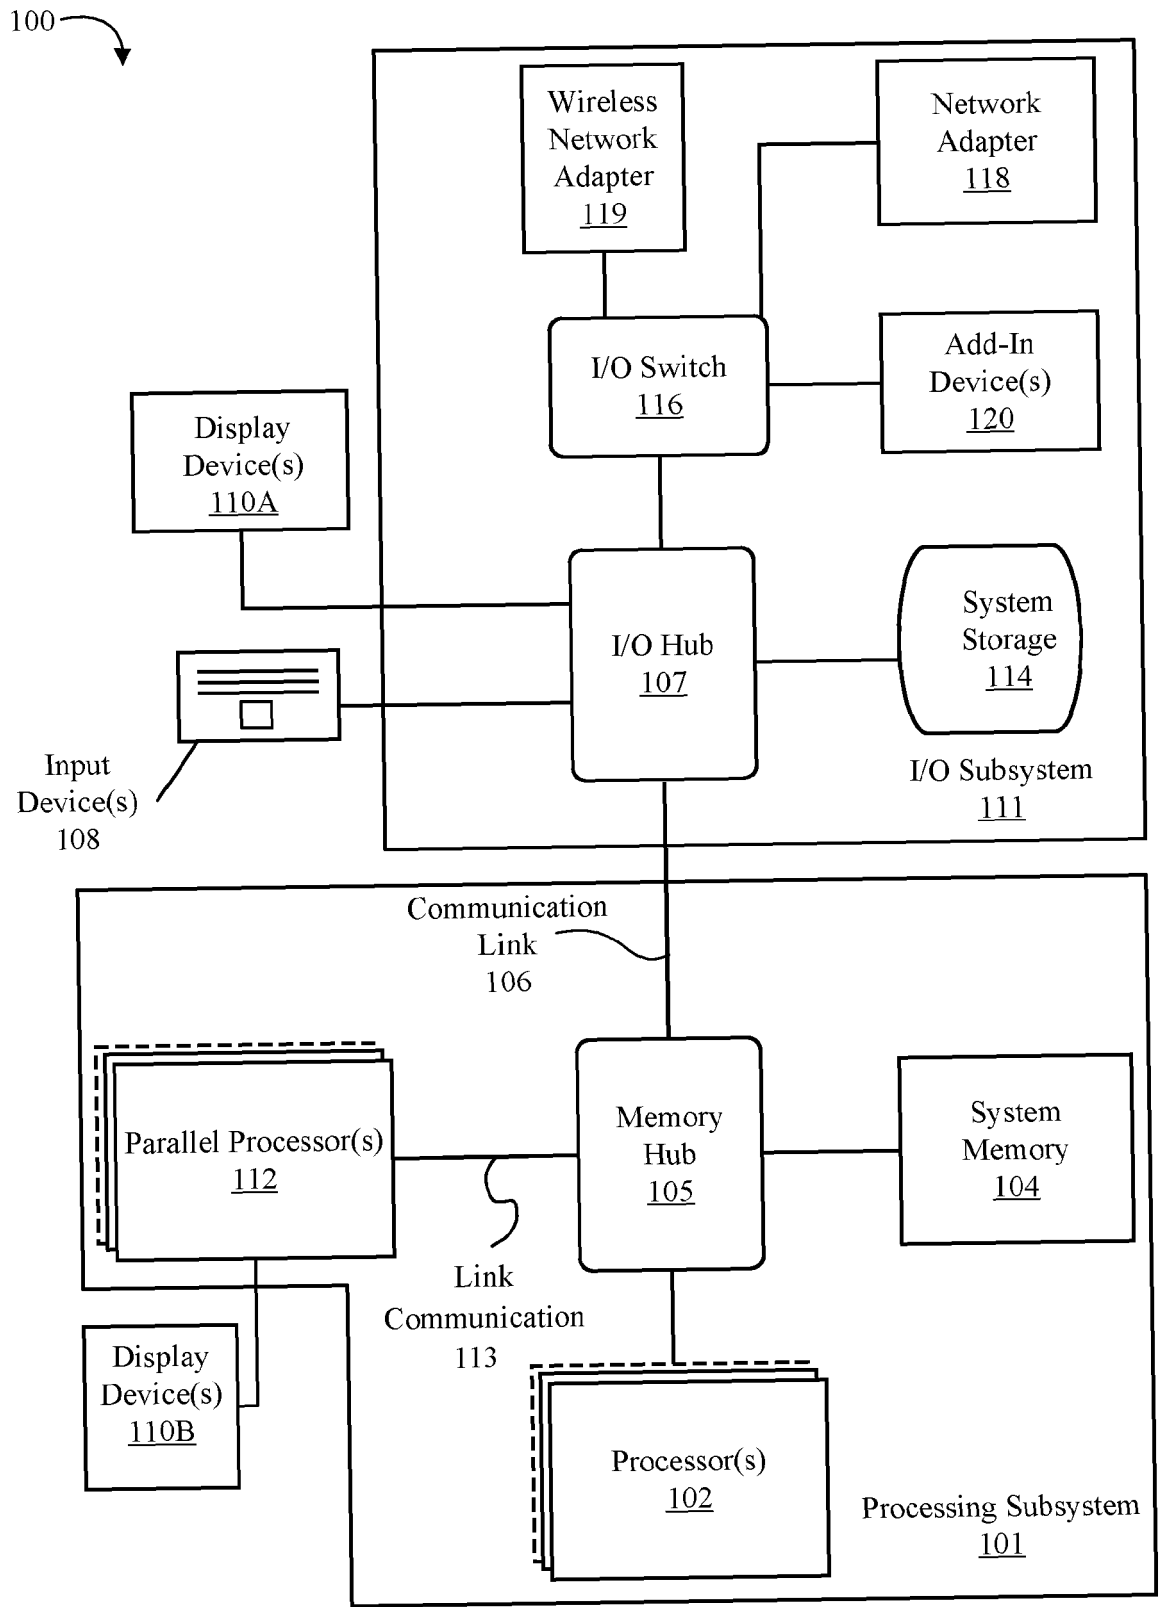 100
Wireless
Network
Adapter
119
Network
Adapter
118
I/O Switch
116
Add-In
Device(s)
120
Display
Device(s)
110A
I/O Hub
107
System
Storage
114
Input
Device(s)
108
I/O Subsystem
111
Communication
Link
106
Parallel Processor(s)
112
Memory
Hub
105
System
Memory
104
Link
Communication
113
Display
Device(s)
110B
Processor(s)
102
Processing Subsystem
101